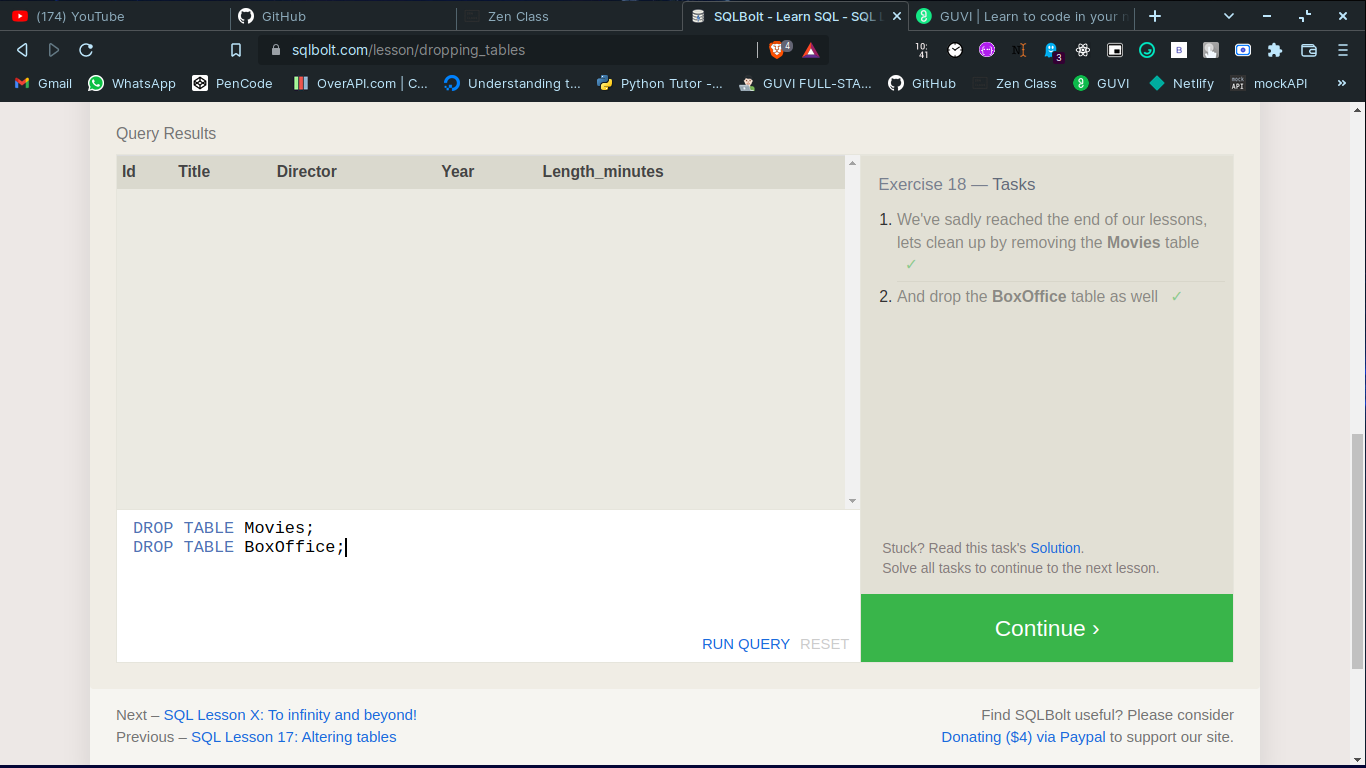 (174) YouTube
GitHub
Zen Class
SQLBolt - Learn SQL - SQL
GUVI | Learn to code in your
sqlbolt.com/lesson/dropping_tables
4
10:
41
3
B
Gmail
WhatsApp
PenCode
OverAPI.com | C...
Understanding t...
Python Tutor -...
GUVI FULL-STA...
GitHub
Zen Class
GUVI
Netlify
mock
API
mockAPI
»
Query Results
Id Title Director Year Length_minutes
Exercise 18 — Tasks
1. We've sadly reached the end of our lessons,
lets clean up by removing the Movies table
✓
2. And drop the BoxOffice table as well ✓
DROP TABLE Movies;
DROP TABLE BoxOffice;
Stuck? Read this task's Solution.
Solve all tasks to continue to the next lesson.
RUN QUERY RESET
Continue ›
Next – SQL Lesson X: To infinity and beyond!
Previous – SQL Lesson 17: Altering tables
Find SQLBolt useful? Please consider
Donating ($4) via Paypal to support our site.